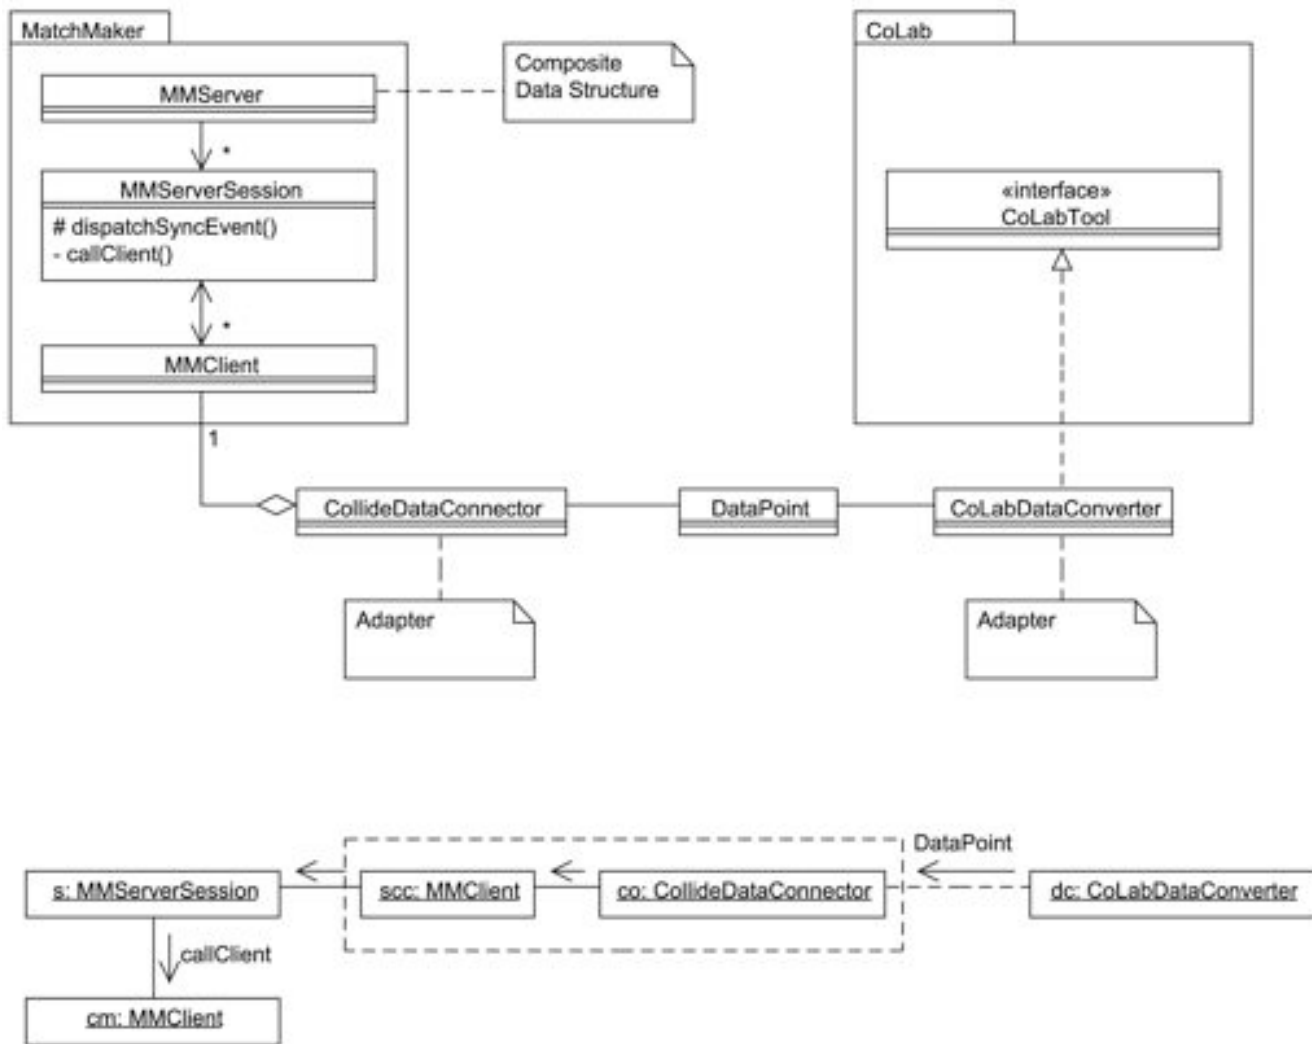 MatchMaker
CoLab
MMServer
Composite
Data Structure
*
MMServerSession
# dispatchSyncEvent()
- callClient()
«interface»
CoLabTool
*
MMClient
1
CollideDataConnector
DataPoint
CoLabDataConverter
Adapter
Adapter
DataPoint
s: MMServerSession
scc: MMClient
co: CollideDataConnector
dc: CoLabDataConverter
callClient
cm: MMClient